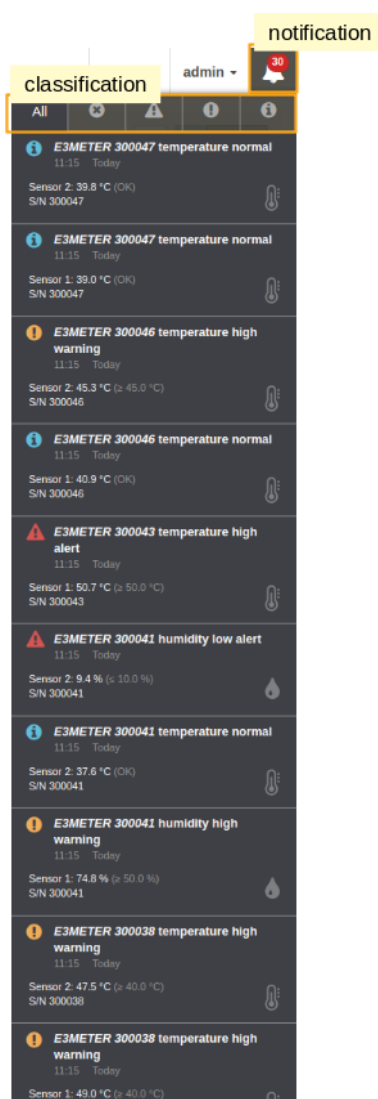 notification
admin
30
classification
All
E3METER 300047 temperature normal
11:15 Today
Sensor 2: 39.8 °C (OK)
S/N 300047
E3METER 300047 temperature normal
11:15 Today
Sensor 1: 39.0 °C (OK)
S/N 300047
E3METER 300046 temperature high
warning
11:15 Today
Sensor 2: 45.3 °C (≥ 45.0 °C)
S/N 300046
E3METER 300046 temperature normal
11:15 Today
Sensor 1: 40.9 °C (OK)
S/N 300046
E3METER 300043 temperature high
alert
11:15 Today
Sensor 1: 50.7 °C (≥ 50.0 °C)
S/N 300043
E3METER 300041 humidity low alert
11:15 Today
Sensor 2: 9.4 % (≤ 10.0 %)
S/N 300041
E3METER 300041 temperature normal
11:15 Today
Sensor 2: 37.6 °C (OK)
S/N 300041
E3METER 300041 humidity high
warning
11:15 Today
Sensor 1: 74.8 % (≥ 50.0 %)
S/N 300041
E3METER 300038 temperature high
warning
11:15 Today
Sensor 2: 47.5 °C (≥ 40.0 °C)
S/N 300038
E3METER 300038 temperature high
warning
11:15 Today
Sensor 1: 49.0 °C (≥ 40.0 °C)